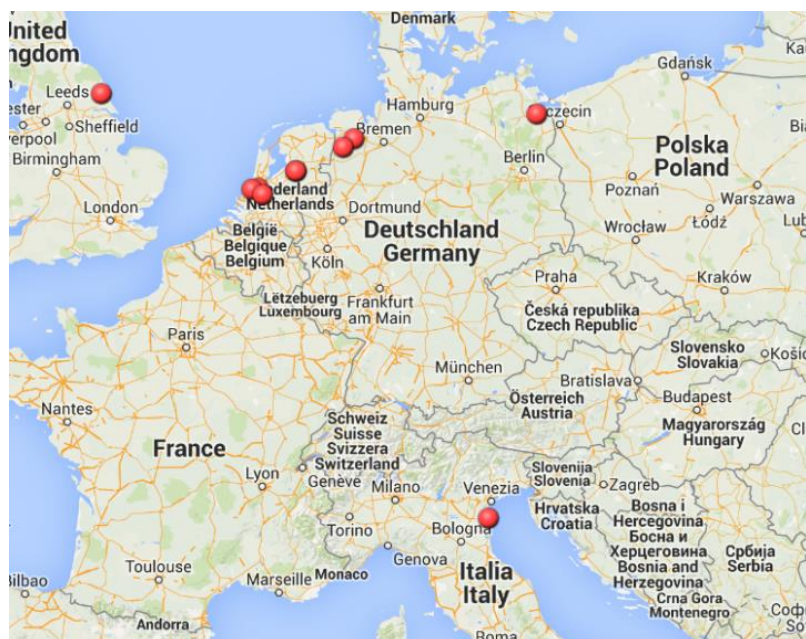 Denmark
United
Kingdom
Gdańsk
Leeds
Hamburg
Szczecin
Sheffield
Bremen
Liverpool
Polska
Poland
Birmingham
Berlin
Poznań
Warszawa
Nederland
Netherlands
London
Dortmund
Łódź
België
Belgique
Belgium
Deutschland
Germany
Wrocław
Köln
Lëtzebuerg
Luxembourg
Frankfurt
am Main
Praha
Kraków
Česká republika
Czech Republic
Paris
Slovensko
Slovakia
Košic
München
Bratislava
Österreich
Austria
Budapest
Magyarország
Hungary
Nantes
Schweiz
Suisse
Svizzera
Switzerland
France
Genève
Lyon
Milano
Venezia
Slovenija
Slovenia
Zagreb
Hrvatska
Croatia
Torino
Bologna
Bosna i
Hercegovina
Босна и
Херцеговина
Bosnia and
Herzegovina
Србија
Serbia
Genova
Toulouse
Marseille
Monaco
Italia
Italy
Bilbao
Crna Gora
Montenegro
Andorra
Roma